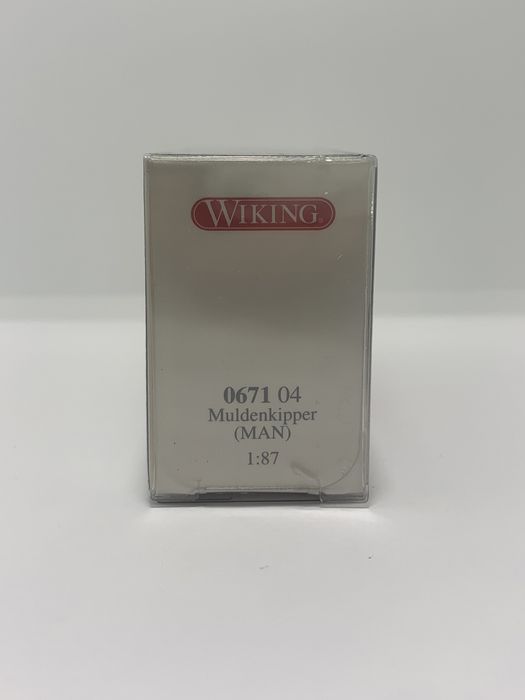 WIKING®
0671 04
Muldenkipper
(MAN)
1:87